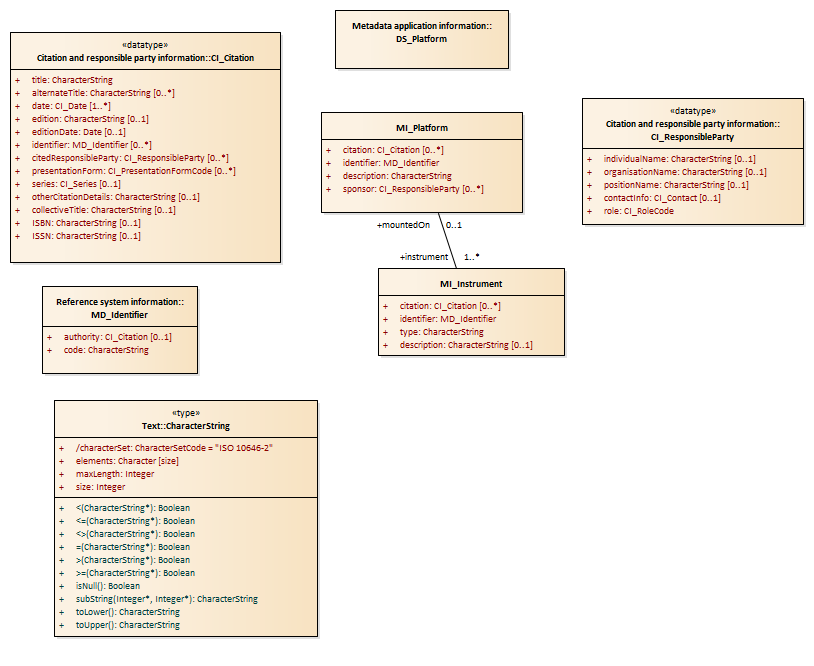 «datatype»
Citation and responsible party information::CI_Citation
+ title: CharacterString
+ alternateTitle: CharacterString [0..*]
+ date: CI_Date [1..*]
+ edition: CharacterString [0..1]
+ editionDate: Date [0..1]
+ identifier: MD_Identifier [0..*]
+ citedResponsibleParty: CI_ResponsibleParty [0..*]
+ presentationForm: CI_PresentationFormCode [0..*]
+ series: CI_Series [0..1]
+ otherCitationDetails: CharacterString [0..1]
+ collectiveTitle: CharacterString [0..1]
+ ISBN: CharacterString [0..1]
+ ISSN: CharacterString [0..1]
Metadata application information::
DS_Platform
MI_Platform
+ citation: CI_Citation [0..*]
+ identifier: MD_Identifier
+ description: CharacterString
+ sponsor: CI_ResponsibleParty [0..*]
«datatype»
Citation and responsible party information::
CI_ResponsibleParty
+ individualName: CharacterString [0..1]
+ organisationName: CharacterString [0..1]
+ positionName: CharacterString [0..1]
+ contactInfo: CI_Contact [0..1]
+ role: CI_RoleCode
+mountedOn 0..1
+instrument 1..*
MI_Instrument
+ citation: CI_Citation [0..*]
+ identifier: MD_Identifier
+ type: CharacterString
+ description: CharacterString [0..1]
Reference system information::
MD_Identifier
+ authority: CI_Citation [0..1]
+ code: CharacterString
«type»
Text::CharacterString
+ /characterSet: CharacterSetCode = "ISO 10646-2"
+ elements: Character [size]
+ maxLength: Integer
+ size: Integer
+ <(CharacterString*): Boolean
+ <=(CharacterString*): Boolean
+ <>(CharacterString*): Boolean
+ =(CharacterString*): Boolean
+ >(CharacterString*): Boolean
+ >=(CharacterString*): Boolean
+ isNull(): Boolean
+ subString(Integer*, Integer*): CharacterString
+ toLower(): CharacterString
+ toUpper(): CharacterString